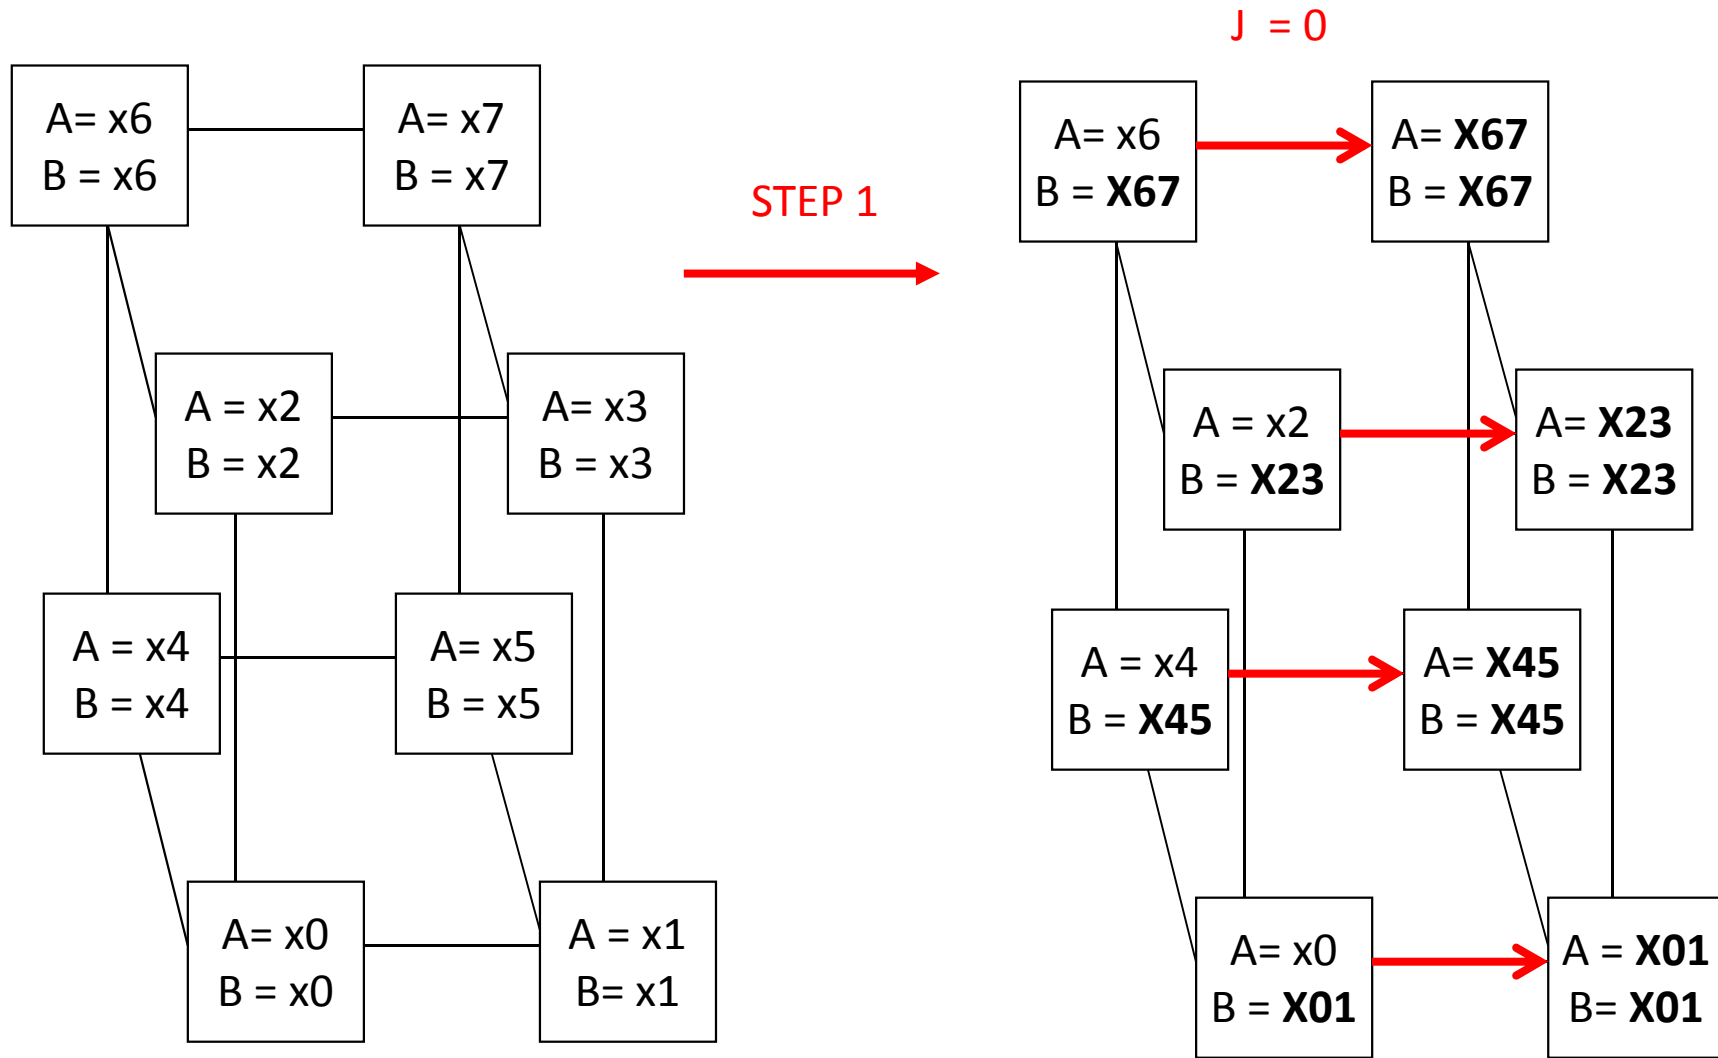 J = 0
A= x6
B = x6
A= x7
B = x7
STEP 1
A= x6
B = X67
A= X67
B = X67
A = x2
B = x2
A= x3
B = x3
A = x2
B = X23
A= X23
B = X23
A = x4
B = x4
A= x5
B = x5
A = x4
B = X45
A= X45
B = X45
A= x0
B = x0
A = x1
B= x1
A= x0
B = X01
A = X01
B= X01